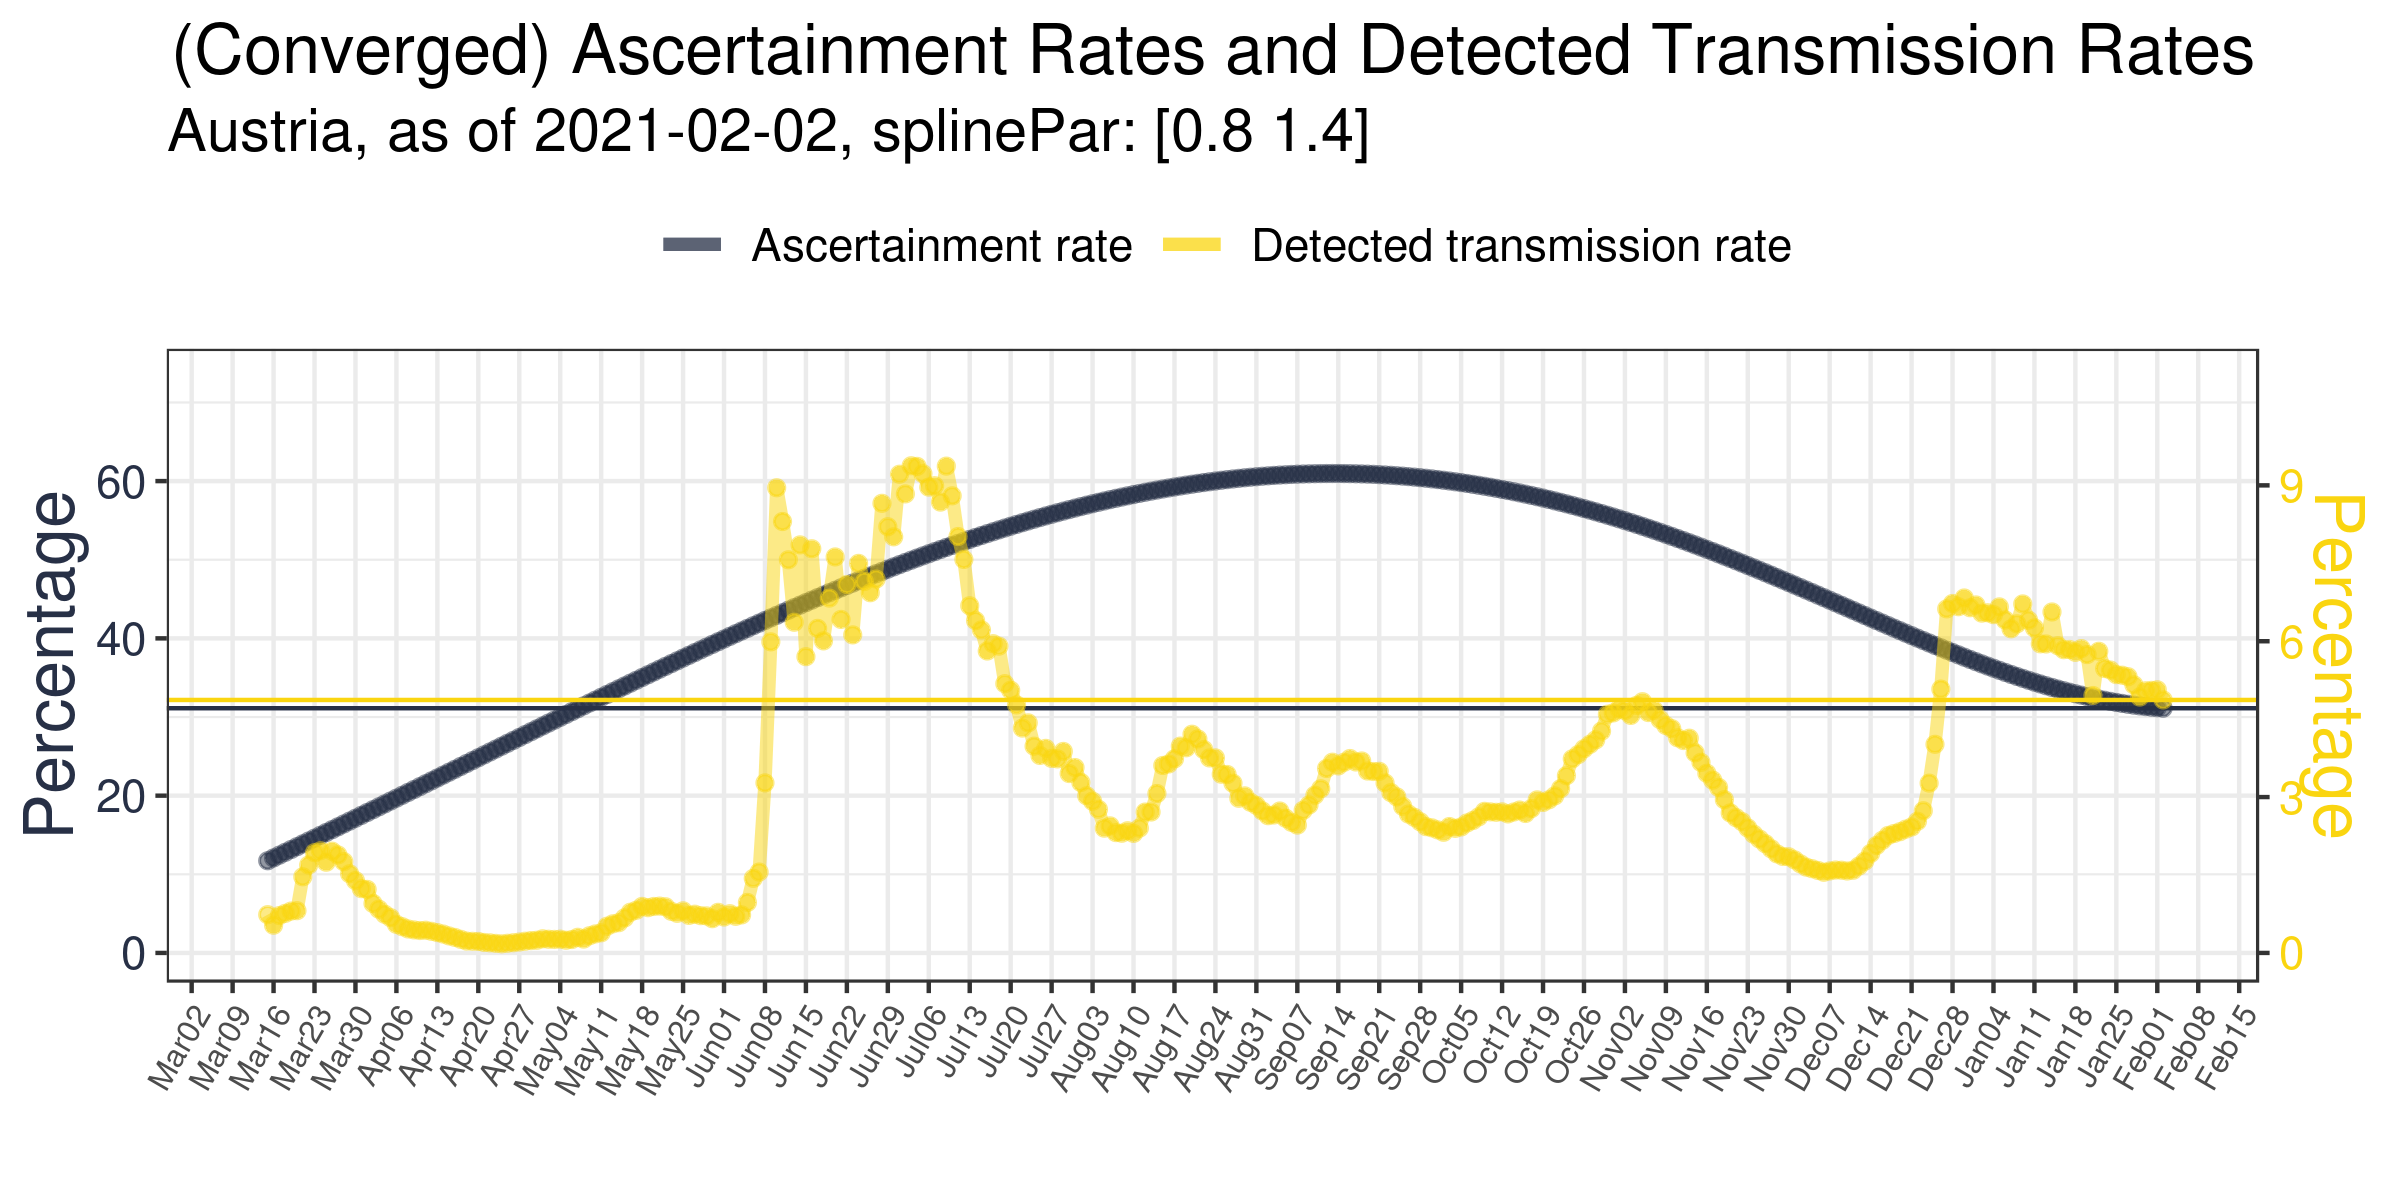 (Converged) Ascertainment Rates and Detected Transmission Rates
Austria, as of 2021-02-02, splinePar: [0.8 1.4]
Ascertainment rate
Detected transmission rate
Percentage
60
40
20
0
9
6
3
0
Percentage
Mar02
Mar09
Mar16
Mar23
Mar30
Apr06
Apr13
Apr20
Apr27
May04
May11
May18
May25
Jun01
Jun08
Jun15
Jun22
Jun29
Jul06
Jul13
Jul20
Jul27
Aug03
Aug10
Aug17
Aug24
Aug31
Sep07
Sep14
Sep21
Sep28
Oct05
Oct12
Oct19
Oct26
Nov02
Nov09
Nov16
Nov23
Nov30
Dec07
Dec14
Dec21
Dec28
Jan04
Jan11
Jan18
Jan25
Feb01
Feb08
Feb15